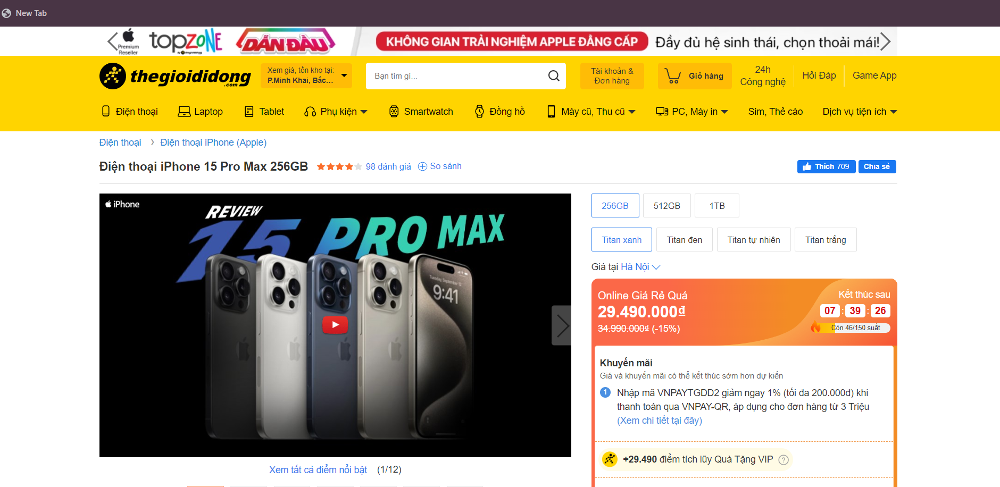 New Tab
Premium
Reseller
topzone
DẪN ĐẦU
KHÔNG GIAN TRẢI NGHIỆM APPLE ĐẲNG CẤP
Đầy đủ hệ sinh thái, chọn thoải mái!
thegioididong
.com
Xem giá, tồn kho tại:
P.Minh Khai, Bắc...
Bạn tìm gì...
Tài khoản &
Đơn hàng
Giỏ hàng
24h
Công nghệ
Hỏi Đáp
Game App
Điện thoại
Laptop
Tablet
Phụ kiện
Smartwatch
Đồng hồ
Máy cũ, Thu cũ
PC, Máy in
Sim, Thẻ cào
Dịch vụ tiện ích
Điện thoại › Điện thoại iPhone (Apple)
Điện thoại iPhone 15 Pro Max 256GB
98 đánh giá
So sánh
Thích 709
Chia sẻ
iPhone
REVIEW
15 PRO MAX
Tuesday, September 12
9:41
Xem tất cả điểm nổi bật (1/12)
256GB
512GB
1TB
Titan xanh
Titan đen
Titan tự nhiên
Titan trắng
Giá tại Hà Nội
Online Giá Rẻ Quá
29.490.000₫
34.990.000₫ (-15%)
Kết thúc sau
07 : 39 : 26
Còn 46/150 suất
Khuyến mãi
Giá và khuyến mãi có thể kết thúc sớm hơn dự kiến
1 Nhập mã VNPAYTGDD2 giảm ngay 1% (tối đa 200.000đ) khi
thanh toán qua VNPAY-QR, áp dụng cho đơn hàng từ 3 Triệu
(Xem chi tiết tại đây)
+29.490 điểm tích lũy Quà Tặng VIP ?